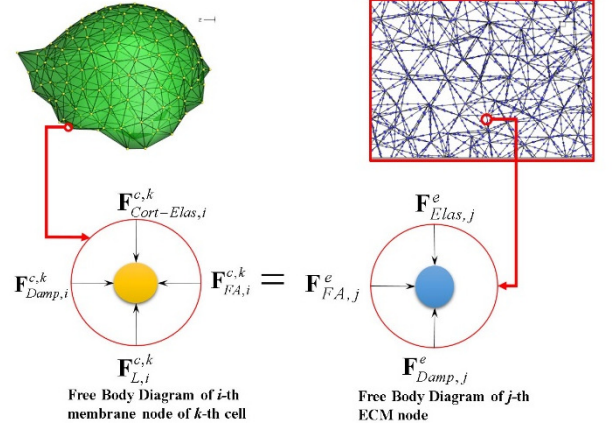 F^{c,k}_{Cort-Elas,i}
F^{e}_{Elas,j}
F^{c,k}_{Damp,i}
F^{c,k}_{FA,i}
=
F^{e}_{FA,j}
F^{c,k}_{L,i}
F^{e}_{Damp,j}
Free Body Diagram of i-th
membrane node of k-th cell
Free Body Diagram of j-th
ECM node